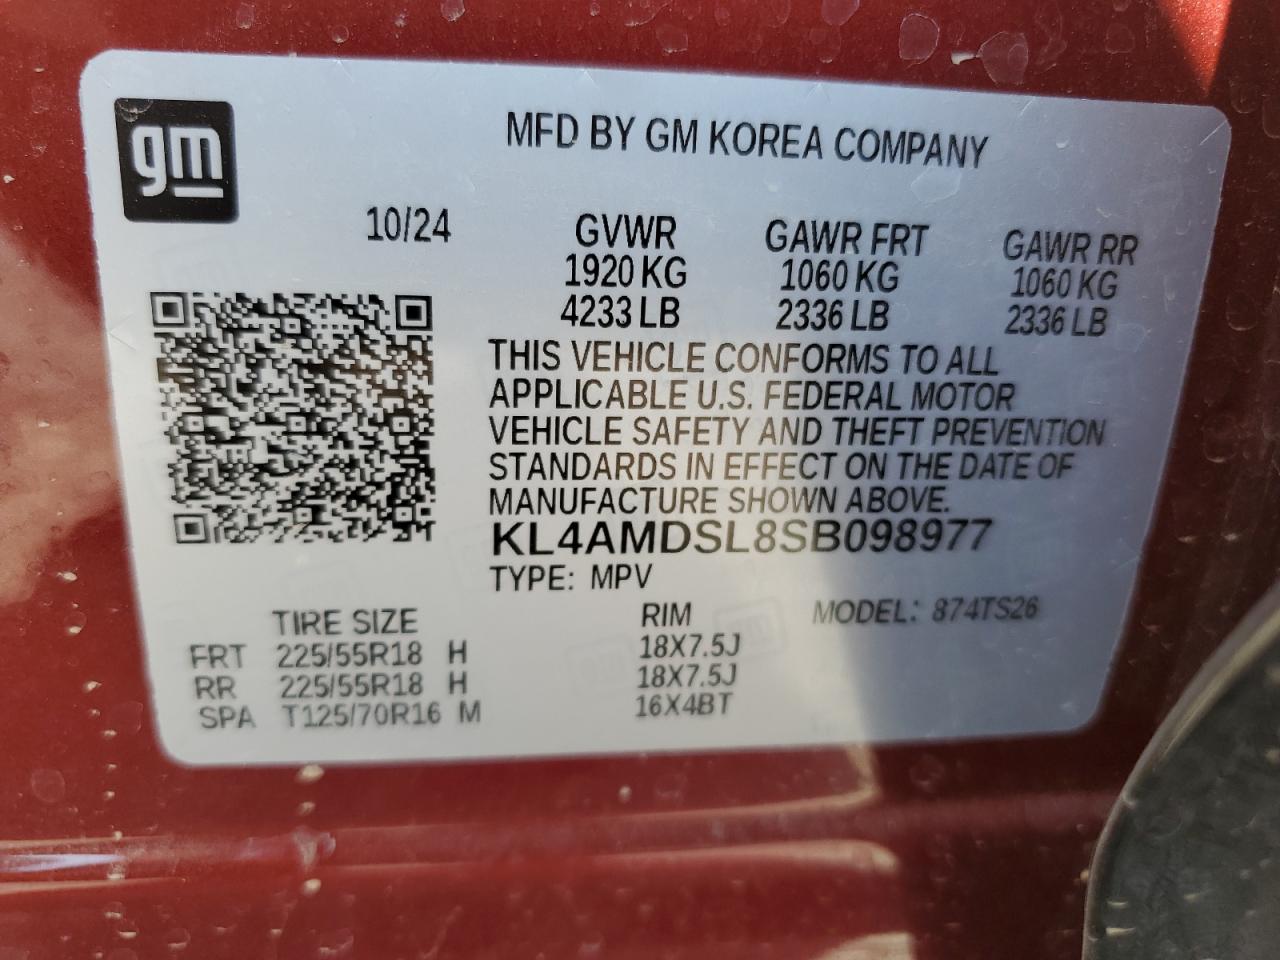 gm
MFD BY GM KOREA COMPANY
10/24
GVWR GAWR FRT GAWR RR
1920 KG 1060 KG 1060 KG
4233 LB 2336 LB 2336 LB
THIS VEHICLE CONFORMS TO ALL
APPLICABLE U.S. FEDERAL MOTOR
VEHICLE SAFETY AND THEFT PREVENTION
STANDARDS IN EFFECT ON THE DATE OF
MANUFACTURE SHOWN ABOVE.
KL4AMDSL8SB098977
TYPE: MPV
TIRE SIZE RIM MODEL: 874TS26
FRT 225/55R18 H 18X7.5J
RR 225/55R18 H 18X7.5J
SPA T125/70R16 M 16X4BT